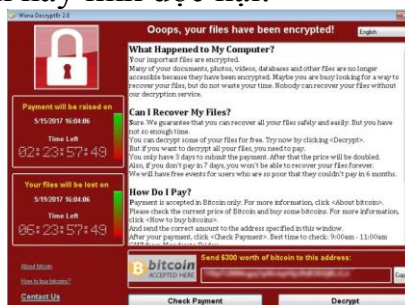 Wana Decrypt0r 2.0
Ooops, your files have been encrypted!
English
What Happened to My Computer?
Your important files are encrypted.
Many of your documents, photos, videos, databases and other files are no longer
accessible because they have been encrypted. Maybe you are busy looking for a way to
recover your files, but do not waste your time. Nobody can recover your files without
our decryption service.
Can I Recover My Files?
Sure. We guarantee that you can recover all your files safely and easily. But you have
not so enough time.
You can decrypt some of your files for free. Try now by clicking <Decrypt>.
But if you want to decrypt all your files, you need to pay.
You only have 3 days to submit the payment. After that the price will be doubled.
Also, if you don't pay in 7 days, you won't be able to recover your files forever.
We will have free events for users who are so poor that they couldn't pay in 6 months.
How Do I Pay?
Payment is accepted in Bitcoin only. For more information, click <About bitcoin>.
Please check the current price of Bitcoin and buy some bitcoins. For more information,
click <How to buy bitcoins>.
And send the correct amount to the address specified in this window.
After your payment, click <Check Payment>. Best time to check: 9:00am - 11:00am
Payment will be raised on
5/15/2017 16:04:06
Time Left
02:23:57:49
Your files will be lost on
5/19/2017 16:04:06
Time Left
06:23:57:49
About bitcoin
How to buy bitcoins?
Contact Us
bitcoin
ACCEPTED HERE
Send $300 worth of bitcoin to this address:
Check Payment
Decrypt